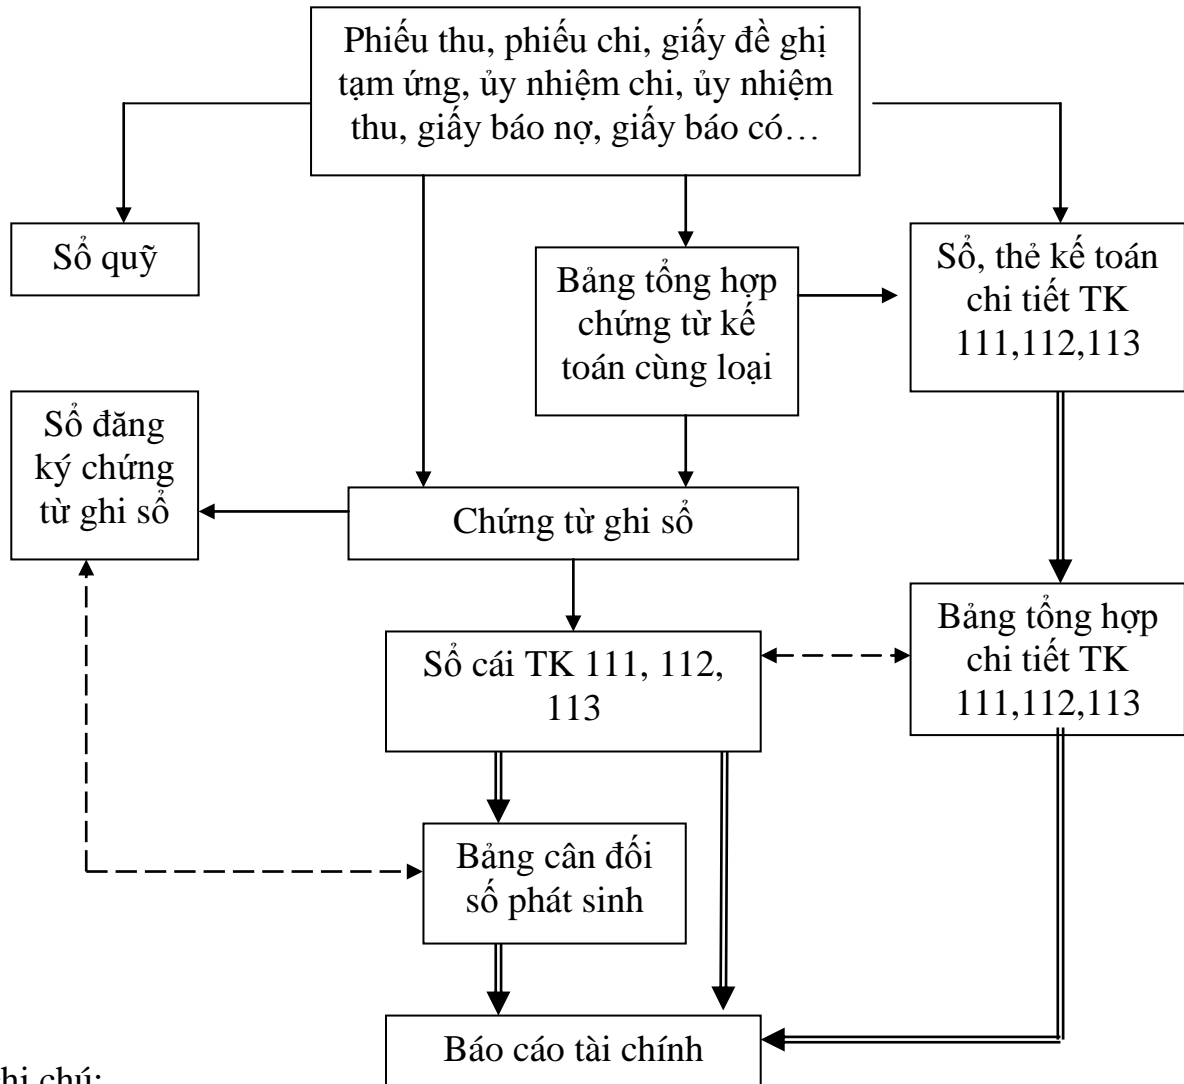 Phiếu thu, phiếu chi, giấy đề ghị
tạm ứng, ủy nhiệm chi, ủy nhiệm
thu, giấy báo nợ, giấy báo có…
Sổ quỹ
Bảng tổng hợp
chứng từ kế
toán cùng loại
Sổ, thẻ kế toán
chi tiết TK
111,112,113
Sổ đăng
ký chứng
từ ghi sổ
Chứng từ ghi sổ
Sổ cái TK 111, 112,
113
Bảng tổng hợp
chi tiết TK
111,112,113
Bảng cân đối
số phát sinh
Báo cáo tài chính
hi chú: